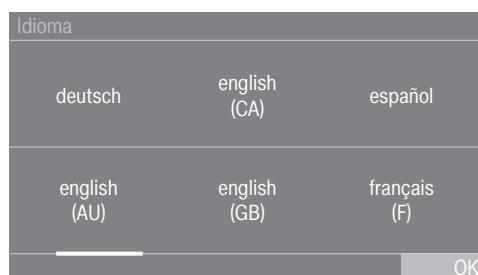 Idioma
deutsch
english
(CA)
español
english
(AU)
english
(GB)
français
(F)
OK